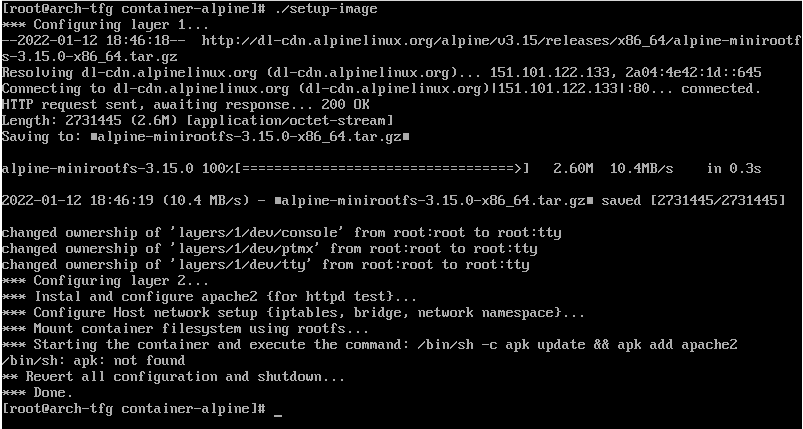 [root@arch-tfg container-alpine]# ./setup-image
*** Configuring layer 1...
--2022-01-12 18:46:18--  http://dl-cdn.alpinelinux.org/alpine/v3.15/releases/x86_64/alpine-minirootf
s-3.15.0-x86_64.tar.gz
Resolving dl-cdn.alpinelinux.org (dl-cdn.alpinelinux.org)... 151.101.122.133, 2a04:4e42:1d::645
Connecting to dl-cdn.alpinelinux.org (dl-cdn.alpinelinux.org)|151.101.122.133|:80... connected.
HTTP request sent, awaiting response... 200 OK
Length: 2731445 (2.6M) [application/octet-stream]
Saving to: ■alpine-minirootfs-3.15.0-x86_64.tar.gz■
alpine-minirootfs-3.15.0 100%[==================================>]   2.60M  10.4MB/s    in 0.3s
2022-01-12 18:46:19 (10.4 MB/s) - ■alpine-minirootfs-3.15.0-x86_64.tar.gz■ saved [2731445/2731445]
changed ownership of 'layers/1/dev/console' from root:root to root:tty
changed ownership of 'layers/1/dev/ptmx' from root:root to root:tty
changed ownership of 'layers/1/dev/tty' from root:root to root:tty
*** Configuring layer 2...
*** Instal and configure apache2 {for httpd test}...
*** Configure Host network setup {iptables, bridge, network namespace}...
*** Mount container filesystem using rootfs...
*** Starting the container and execute the command: /bin/sh -c apk update && apk add apache2
/bin/sh: apk: not found
** Revert all configuration and shutdown...
*** Done.
[root@arch-tfg container-alpine]# _